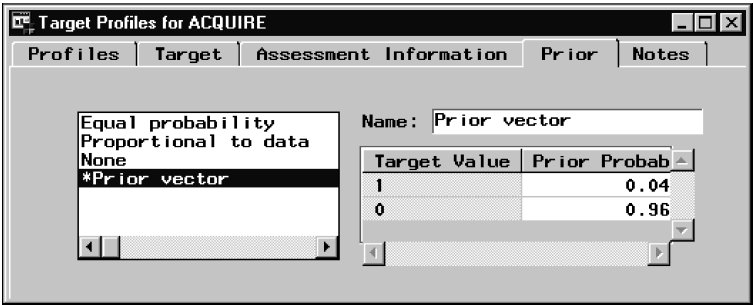 Target Profiles for ACQUIRE
Profiles Target Assessment Information Prior Notes
Equal probability
Proportional to data
None
*Prior vector
Name: Prior vector
Target Value Prior Probab
1 0.04
0 0.96